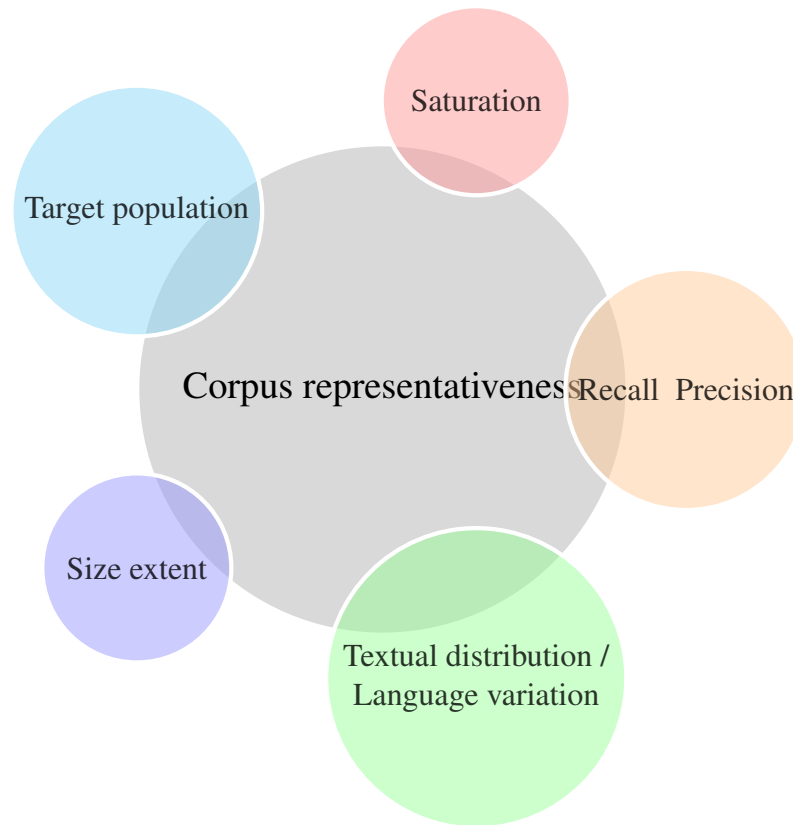 Saturation
Target population
Corpus representativeness
Recall  Precision
Size extent
Textual distribution /
Language variation